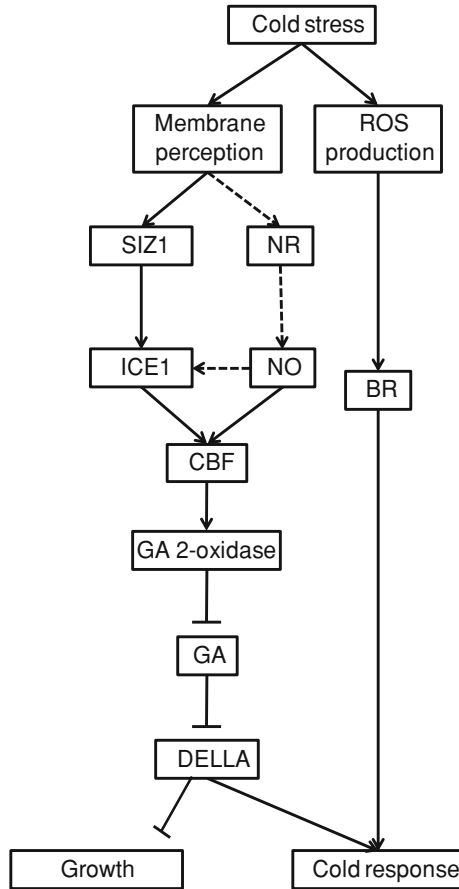 Cold stress
Membrane
perception
ROS
production
SIZ1
NR
ICE1
NO
BR
CBF
GA 2-oxidase
GA
DELLA
Growth
Cold response